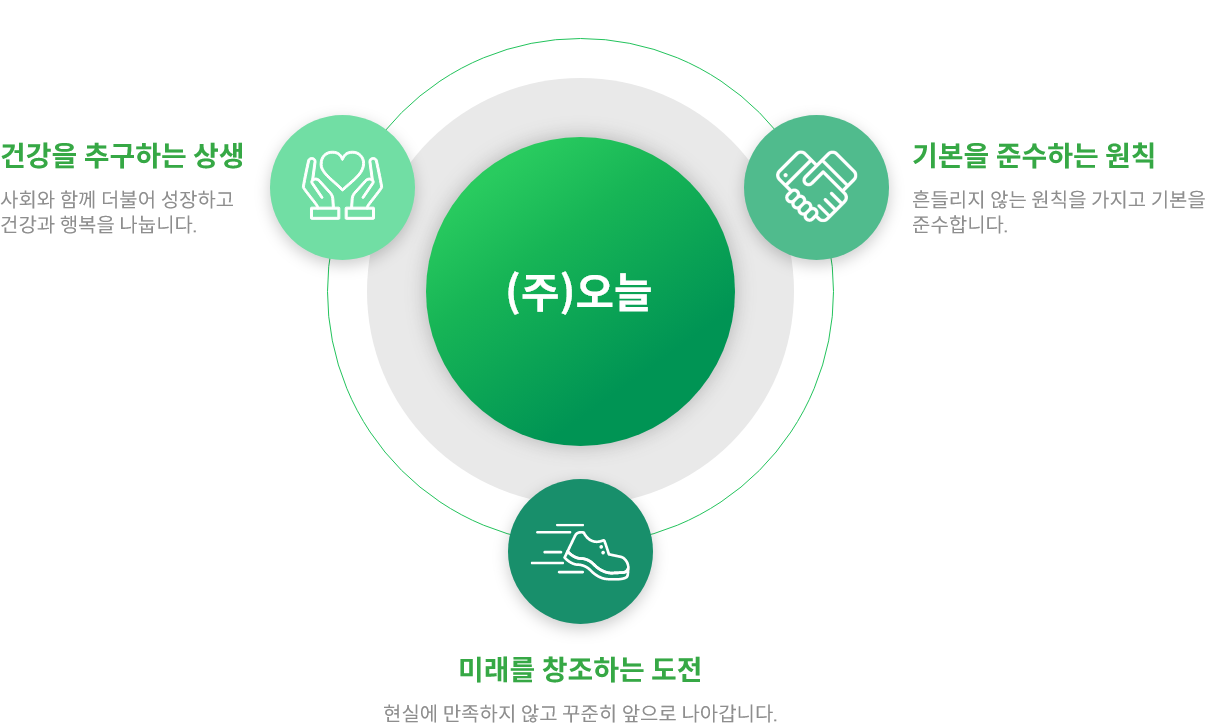 건강을 추구하는 상생
사회와 함께 더불어 성장하고
건강과 행복을 나눕니다.
(주)오늘
기본을 준수하는 원칙
흔들리지 않는 원칙을 가지고 기본을
준수합니다.
미래를 창조하는 도전
현실에 만족하지 않고 꾸준히 앞으로 나아갑니다.